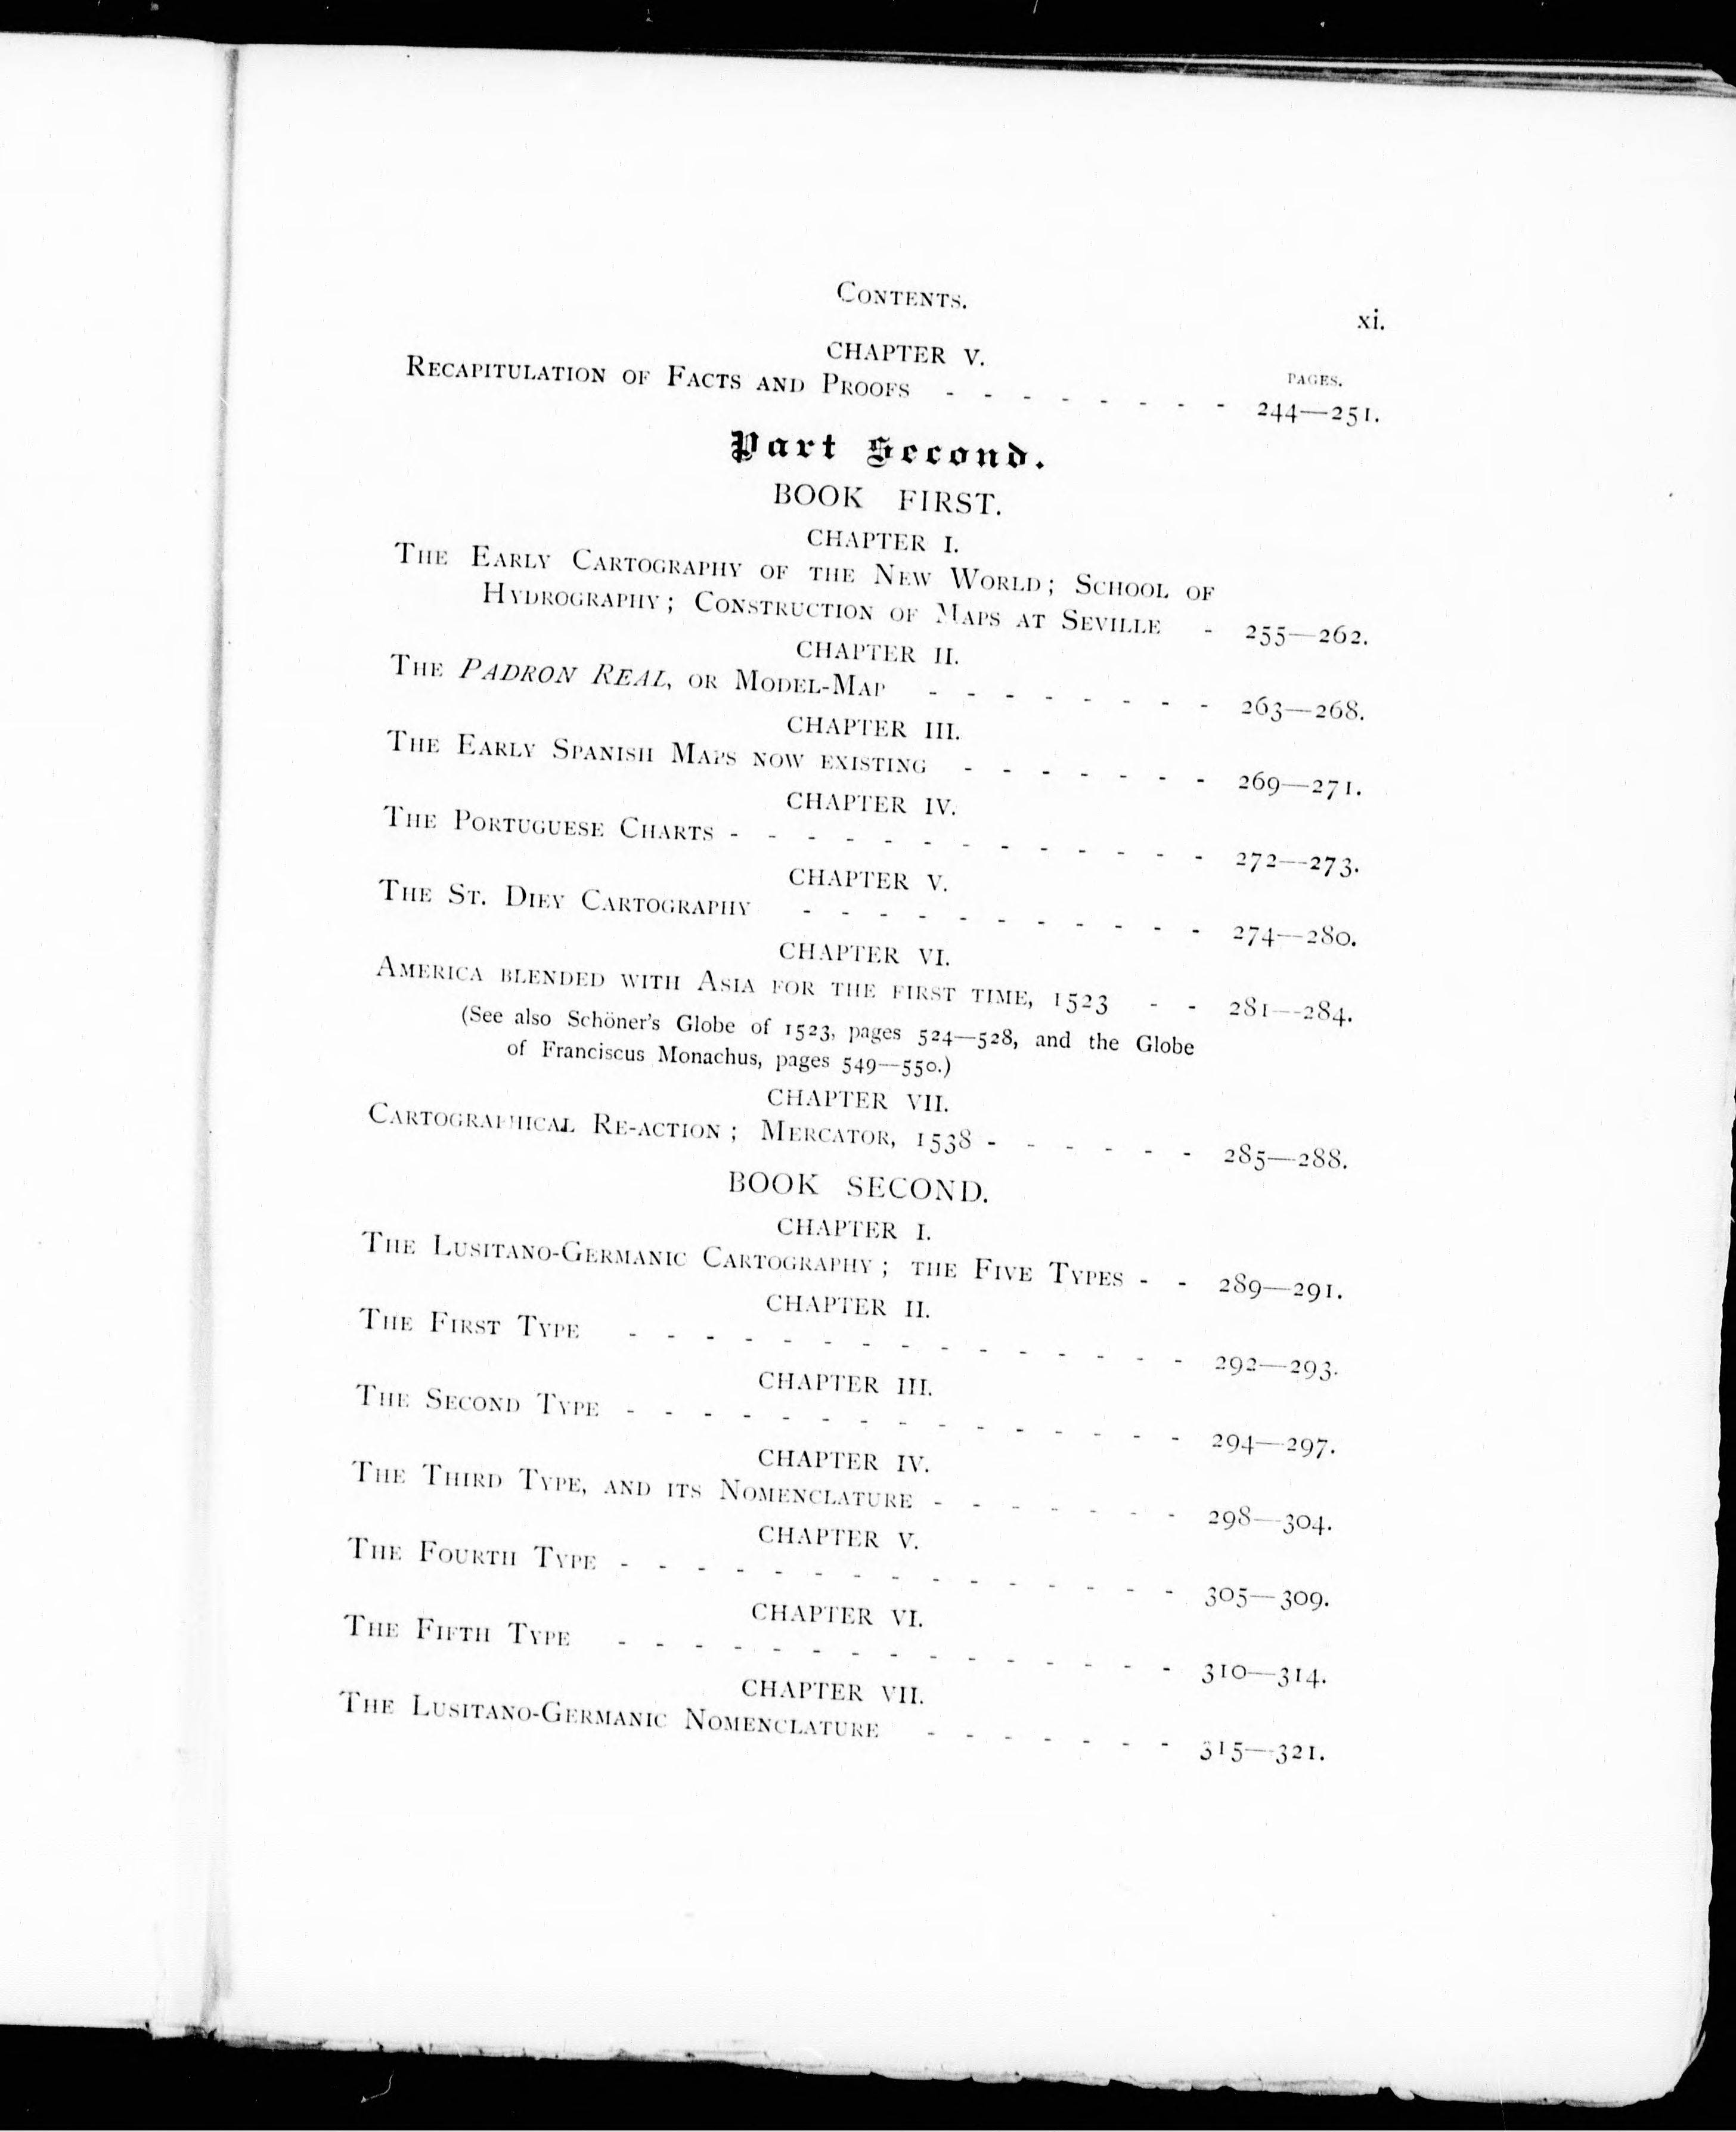 CONTENTS.
xi.
CHAPTER V.
PAGES.
RECAPITULATION OF FACTS AND PROOFS - - - - - - - - 244—251.
Part Second.
BOOK FIRST.
CHAPTER I.
THE EARLY CARTOGRAPHY OF THE NEW WORLD; SCHOOL OF
HYDROGRAPHY; CONSTRUCTION OF MAPS AT SEVILLE - 255—262.
CHAPTER II.
THE PADRON REAL, OR MODEL-MAP - - - - - - - - 263—268.
CHAPTER III.
THE EARLY SPANISH MAPS NOW EXISTING - - - - - - - 269—271.
CHAPTER IV.
THE PORTUGUESE CHARTS - - - - - - - - - - - - - 272—273.
CHAPTER V.
THE ST. DIEY CARTOGRAPHY - - - - - - - - - - - 274—280.
CHAPTER VI.
AMERICA BLENDED WITH ASIA FOR THE FIRST TIME, 1523 - - 281—284.
(See also Schöner's Globe of 1523, pages 524—528, and the Globe
of Franciscus Monachus, pages 549—550.)
CHAPTER VII.
CARTOGRAPHICAL RE-ACTION; MERCATOR, 1538 - - - - - - 285—288.
BOOK SECOND.
CHAPTER I.
THE LUSITANO-GERMANIC CARTOGRAPHY; THE FIVE TYPES - - 289—291.
CHAPTER II.
THE FIRST TYPE - - - - - - - - - - - - - - - 292—293.
CHAPTER III.
THE SECOND TYPE - - - - - - - - - - - - - - - 294—297.
CHAPTER IV.
THE THIRD TYPE, AND ITS NOMENCLATURE - - - - - - - 298—304.
CHAPTER V.
THE FOURTH TYPE - - - - - - - - - - - - - - - 305—309.
CHAPTER VI.
THE FIFTH TYPE - - - - - - - - - - - - - - - 310—314.
CHAPTER VII.
THE LUSITANO-GERMANIC NOMENCLATURE - - - - - - - 315—321.